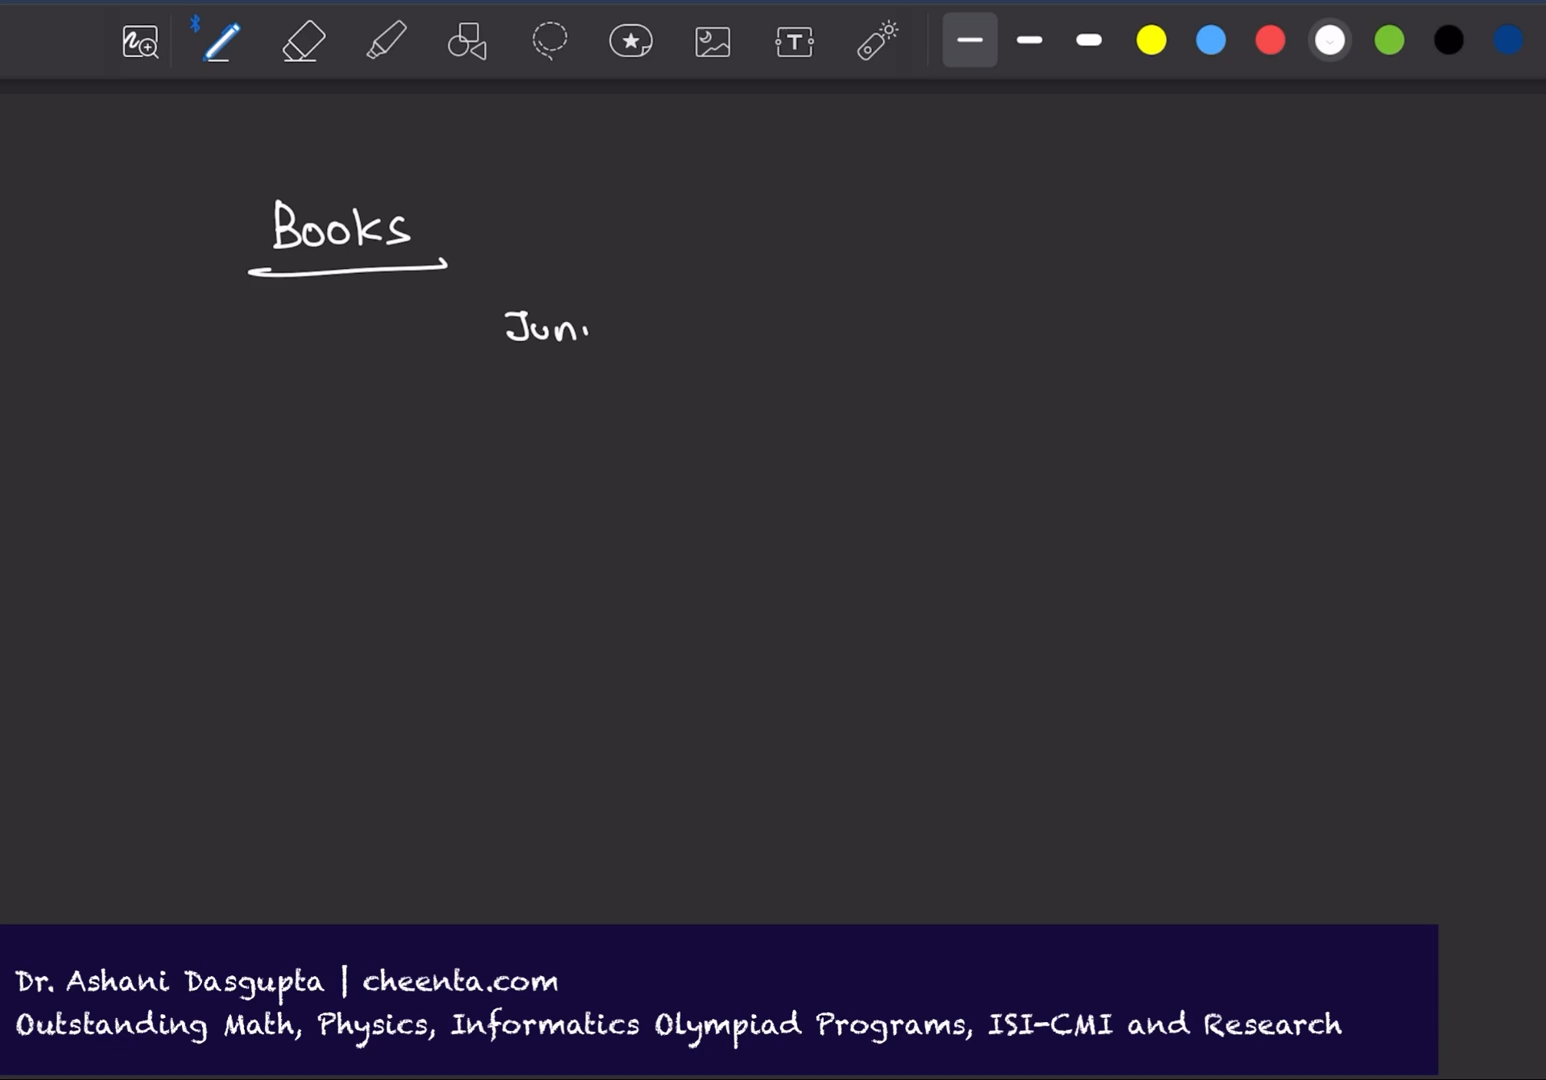 Books
Jun
Dr. Ashani Dasgupta | cheenta.com
Outstanding Math, Physics, Informatics Olympiad Programs, ISI-CMI and Research